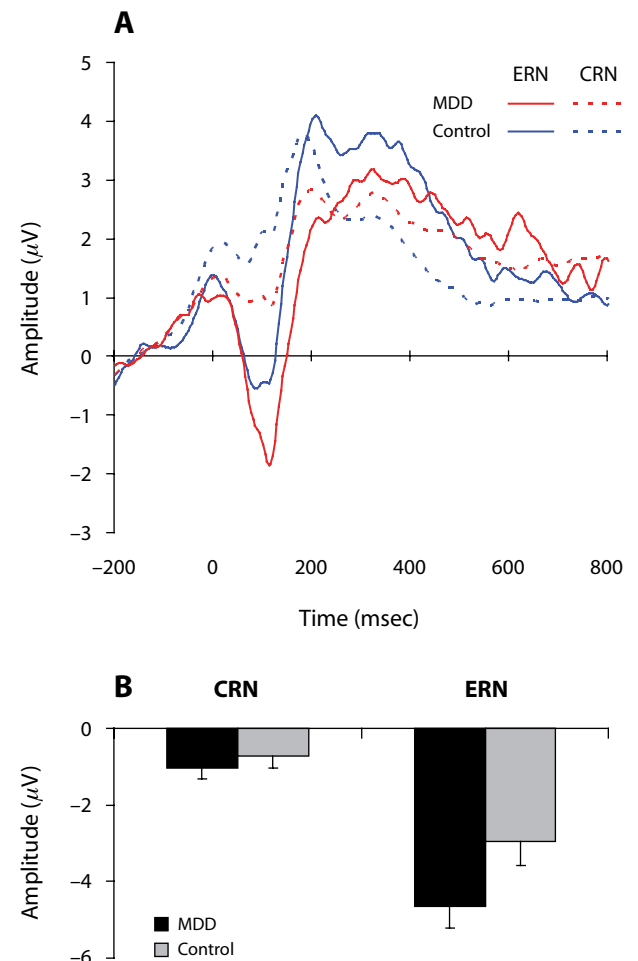 A
ERN CRN
MDD
Control
5
4
3
2
1
0
−1
−2
−3
Amplitude (μV)
−200 0 200 400 600 800
Time (msec)
B
CRN ERN
0
−2
−4
−6
Amplitude (μV)
MDD
Control